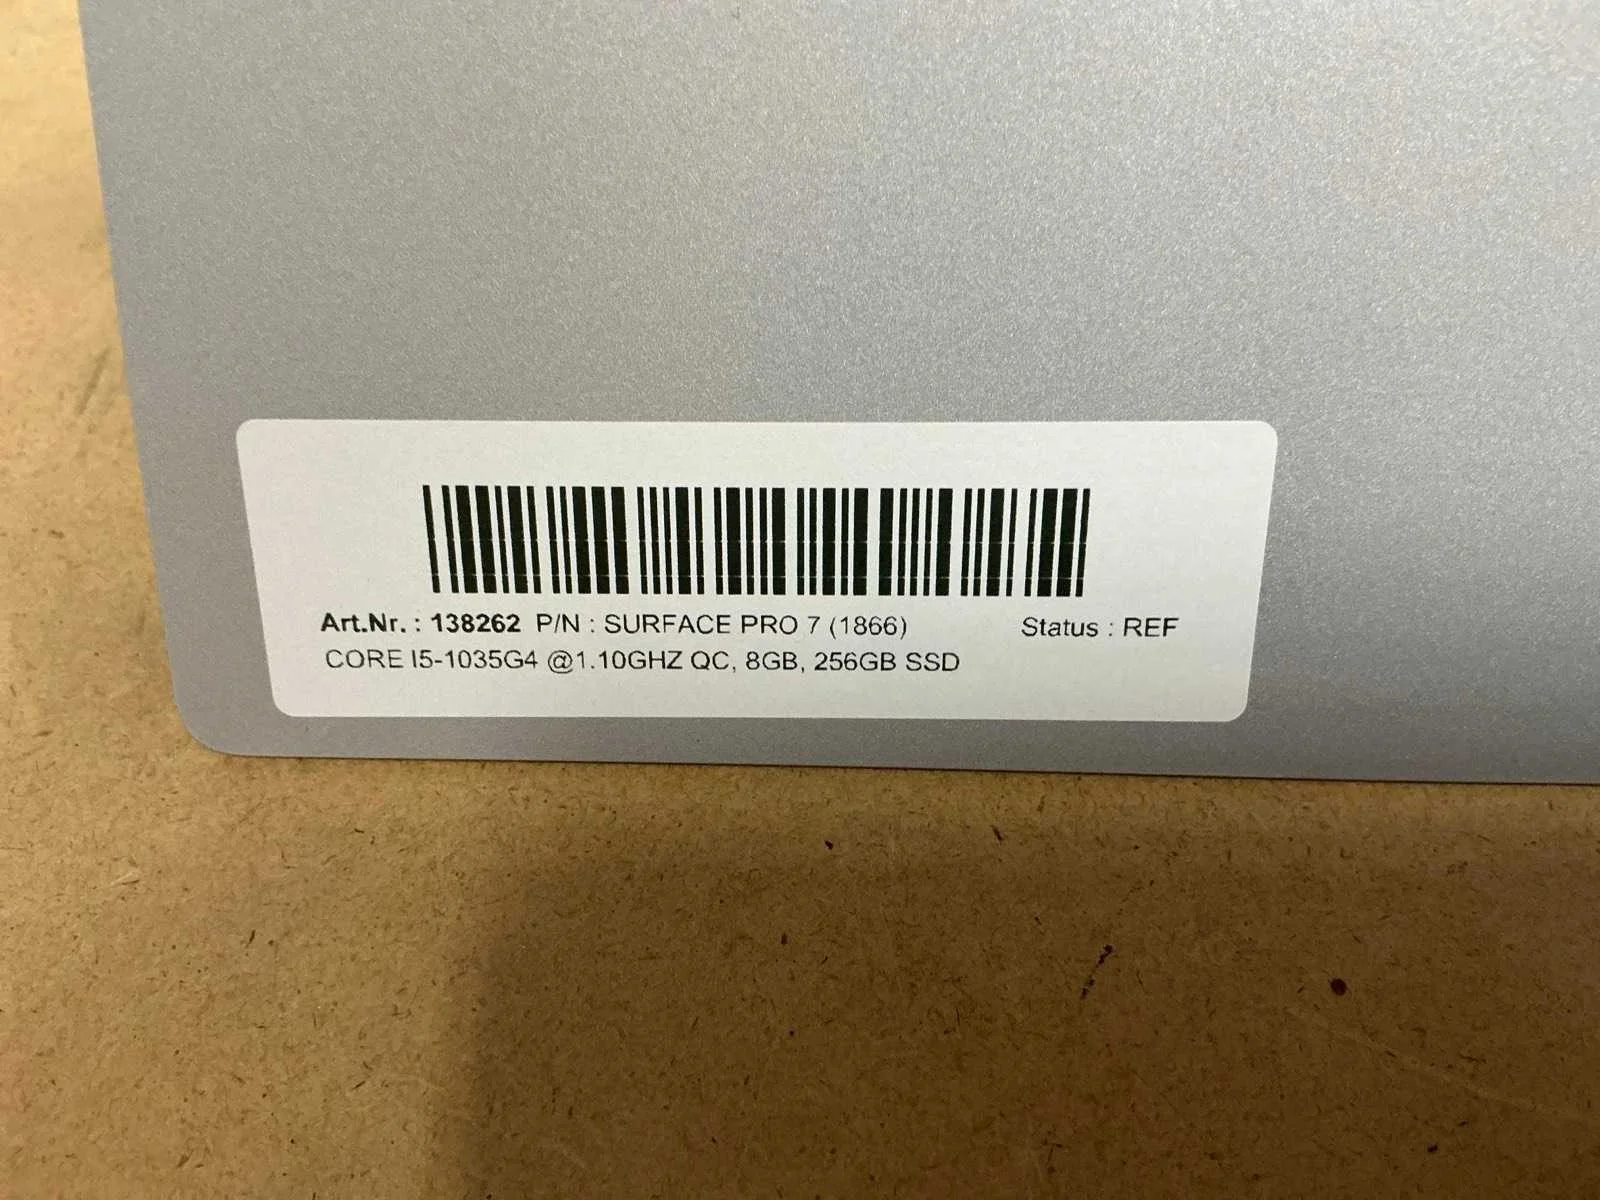 Art.Nr. : 138262 P/N : SURFACE PRO 7 (1866) Status : REF
CORE I5-1035G4 @1.10GHZ QC, 8GB, 256GB SSD